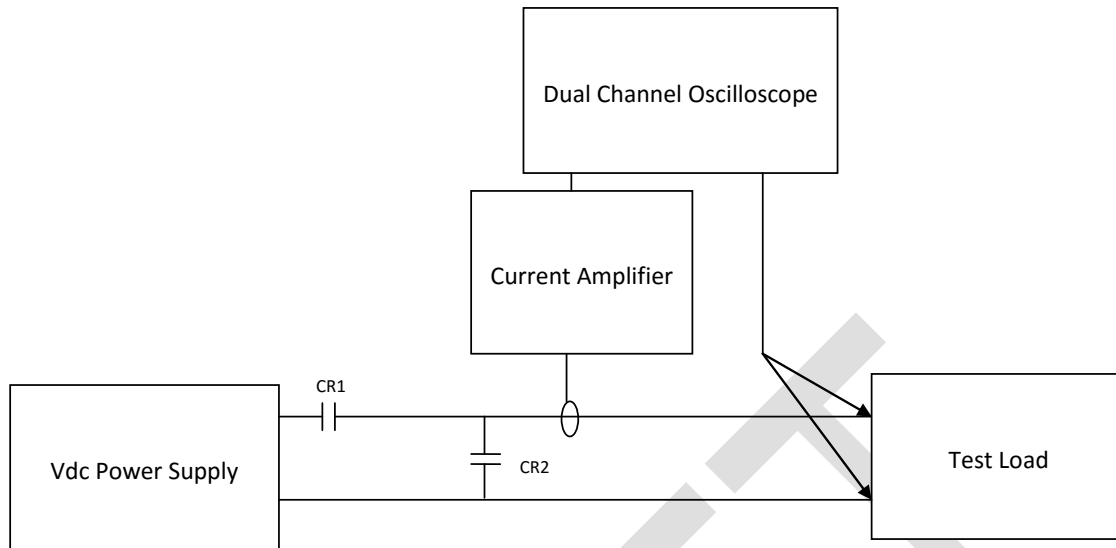 Dual Channel Oscilloscope
Current Amplifier
CR1
Vdc Power Supply
CR2
Test Load